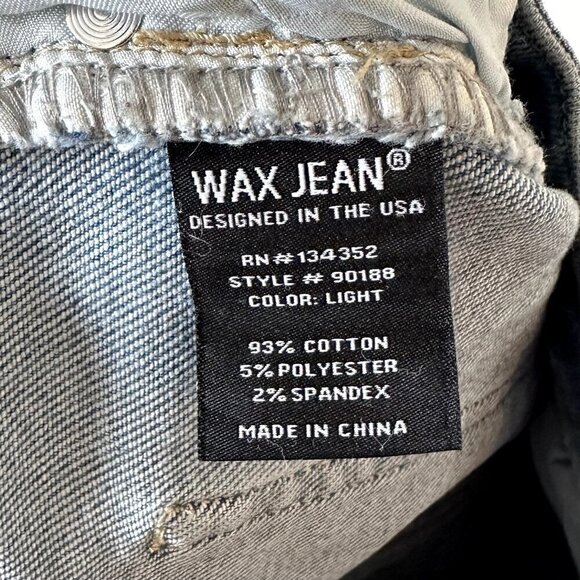 WAX JEAN®
DESIGNED IN THE USA
RN # 134352
STYLE # 90188
COLOR: LIGHT
93% COTTON
5% POLYESTER
2% SPANDEX
MADE IN CHINA